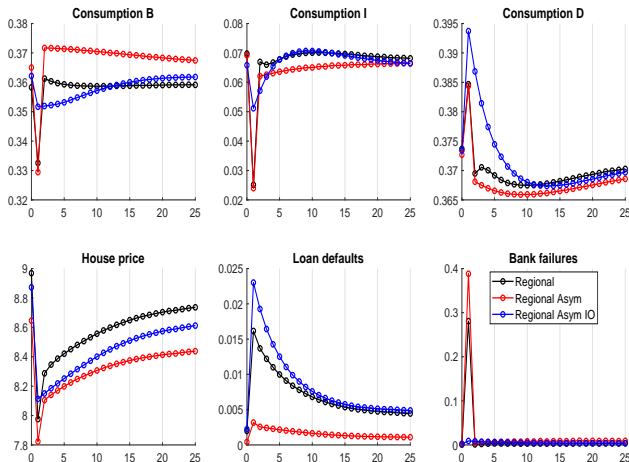 Consumption B
Consumption I
Consumption D
0.38
0.37
0.36
0.35
0.34
0.33
0.32
0 5 10 15 20 25
0.08
0.07
0.06
0.05
0.04
0.03
0.02
0 5 10 15 20 25
0.395
0.385
0.375
0.365
0 5 10 15 20 25
House price
Loan defaults
Bank failures
9
8.8
8.6
8.4
8.2
8
7.8
0 5 10 15 20 25
0.025
0.02
0.015
0.01
0.005
0
0 5 10 15 20 25
0.4
0.3
0.2
0.1
0
0 5 10 15 20 25
Regional
Regional Asym
Regional Asym IO